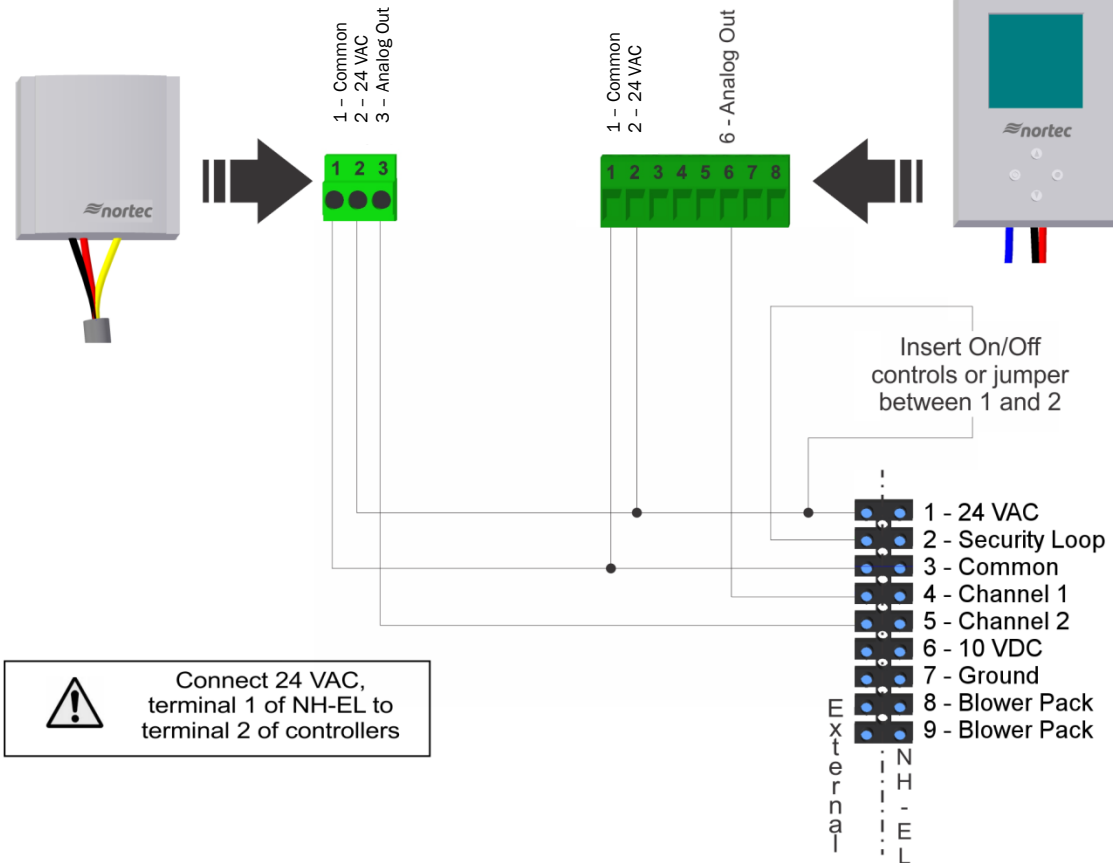 1 – Common
2 – 24 VAC
3 – Analog Out
1 – Common
2 – 24 VAC
6 - Analog Out
nortec
1 2 3
1 2 3 4 5 6 7 8
nortec
Insert On/Off
controls or jumper
between 1 and 2
1 - 24 VAC
2 - Security Loop
3 - Common
4 - Channel 1
5 - Channel 2
6 - 10 VDC
7 - Ground
8 - Blower Pack
9 - Blower Pack
Connect 24 VAC,
terminal 1 of NH-EL to
terminal 2 of controllers
External
NH-EL